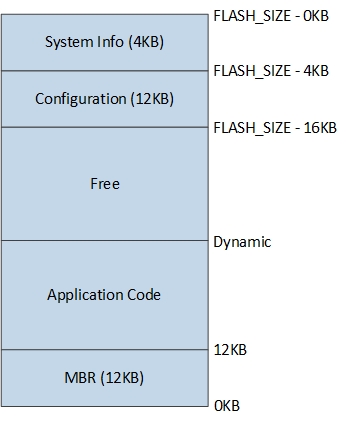 FLASH_SIZE - 0KB
System Info (4KB)
FLASH_SIZE - 4KB
Configuration (12KB)
FLASH_SIZE - 16KB
Free
Dynamic
Application Code
12KB
MBR (12KB)
0KB